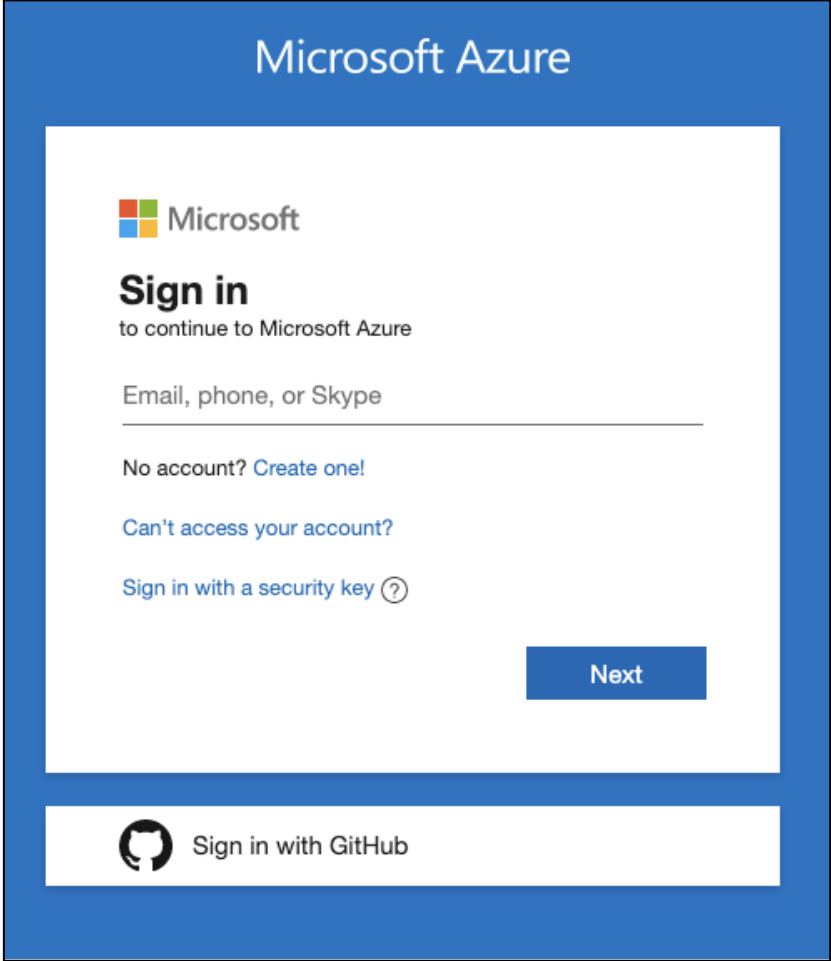 Microsoft Azure
Microsoft
Sign in
to continue to Microsoft Azure
Email, phone, or Skype
No account? Create one!
Can't access your account?
Sign in with a security key ?
Next
Sign in with GitHub